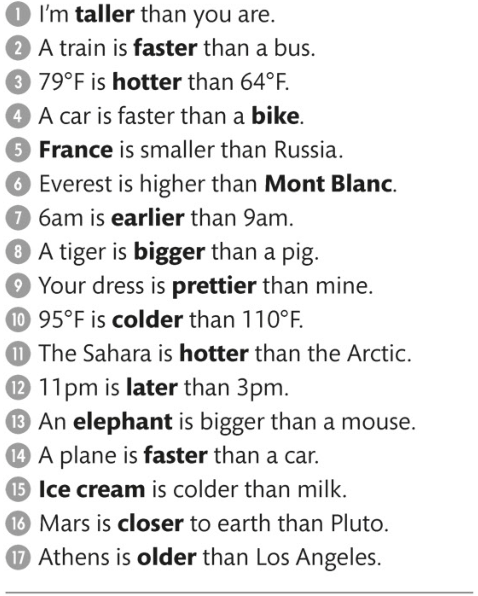 1 I'm taller than you are.
2 A train is faster than a bus.
3 79°F is hotter than 64°F.
4 A car is faster than a bike.
5 France is smaller than Russia.
6 Everest is higher than Mont Blanc.
7 6am is earlier than 9am.
8 A tiger is bigger than a pig.
9 Your dress is prettier than mine.
10 95°F is colder than 110°F.
11 The Sahara is hotter than the Arctic.
12 11pm is later than 3pm.
13 An elephant is bigger than a mouse.
14 A plane is faster than a car.
15 Ice cream is colder than milk.
16 Mars is closer to earth than Pluto.
17 Athens is older than Los Angeles.